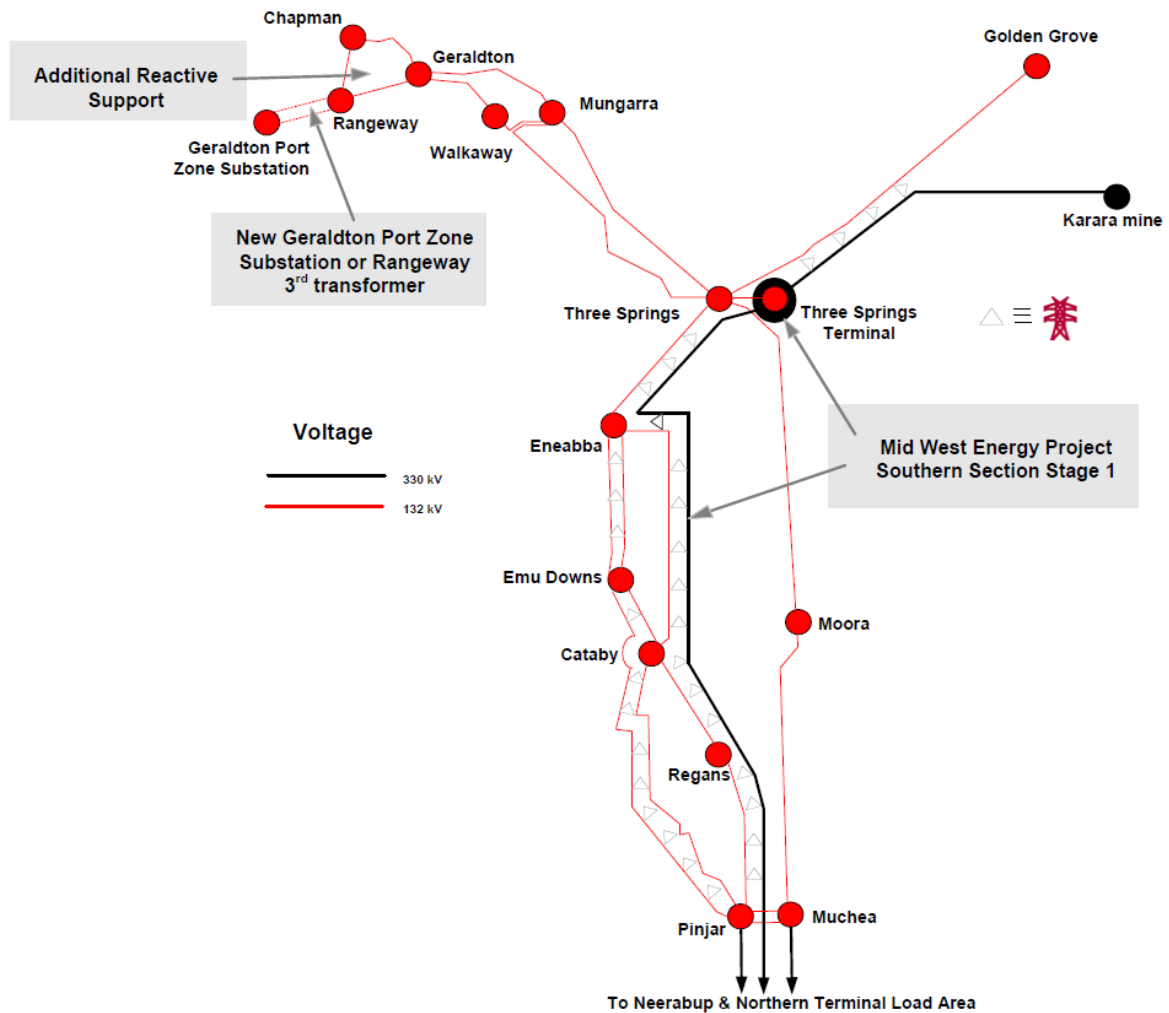 Chapman
Golden Grove
Geraldton
Additional Reactive
Support
Mungarra
Rangeway
Walkaway
Geraldton Port
Zone Substation
Karara mine
New Geraldton Port Zone
Substation or Rangeway
3rd transformer
Three Springs
Three Springs
Terminal
Voltage
Eneabba
Mid West Energy Project
Southern Section Stage 1
330 kV
132 kV
Emu Downs
Moora
Cataby
Regans
Pinjar
Muchea
To Neerabup & Northern Terminal Load Area